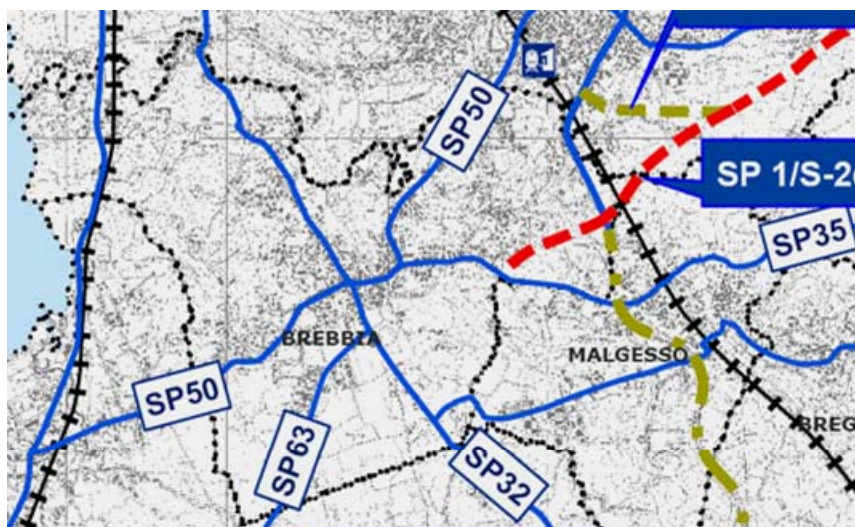 SP50
SP 1/S-2
SP35
BREBBIA
MALGESSO
SP50
SP63
BREG
SP32